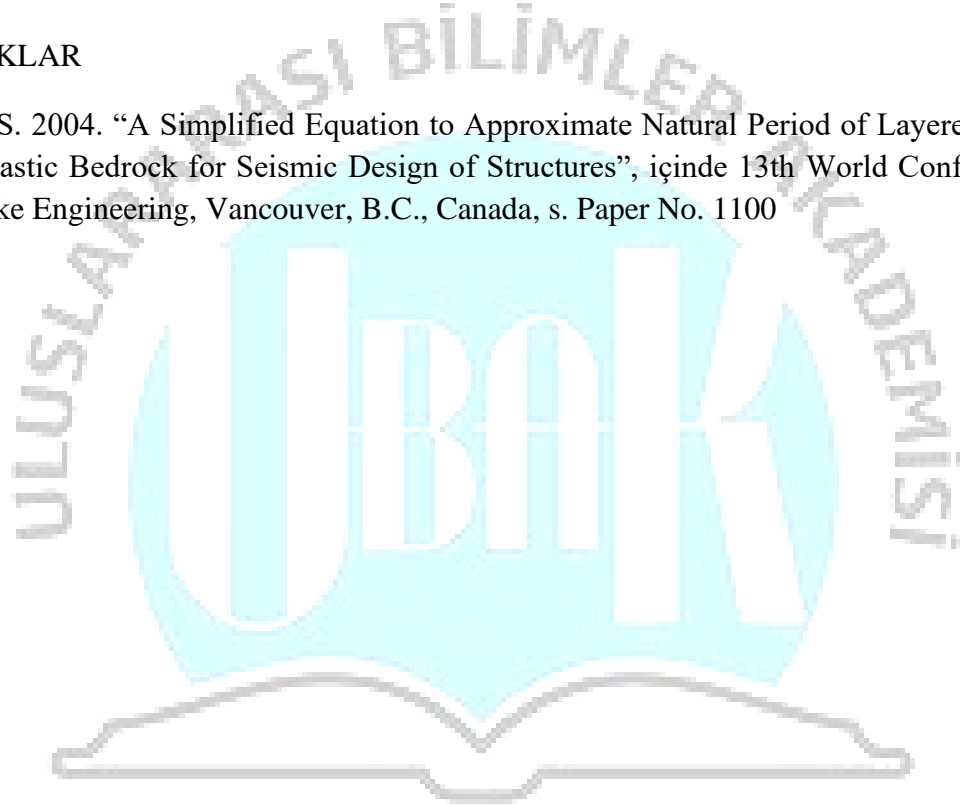 KLAR
S. 2004. “A Simplified Equation to Approximate Natural Period of Layere
astic Bedrock for Seismic Design of Structures”, içinde 13th World Conf
ke Engineering, Vancouver, B.C., Canada, s. Paper No. 1100
ULUSLARARASI BİLİMLER AKADEMİSİ
UBAK